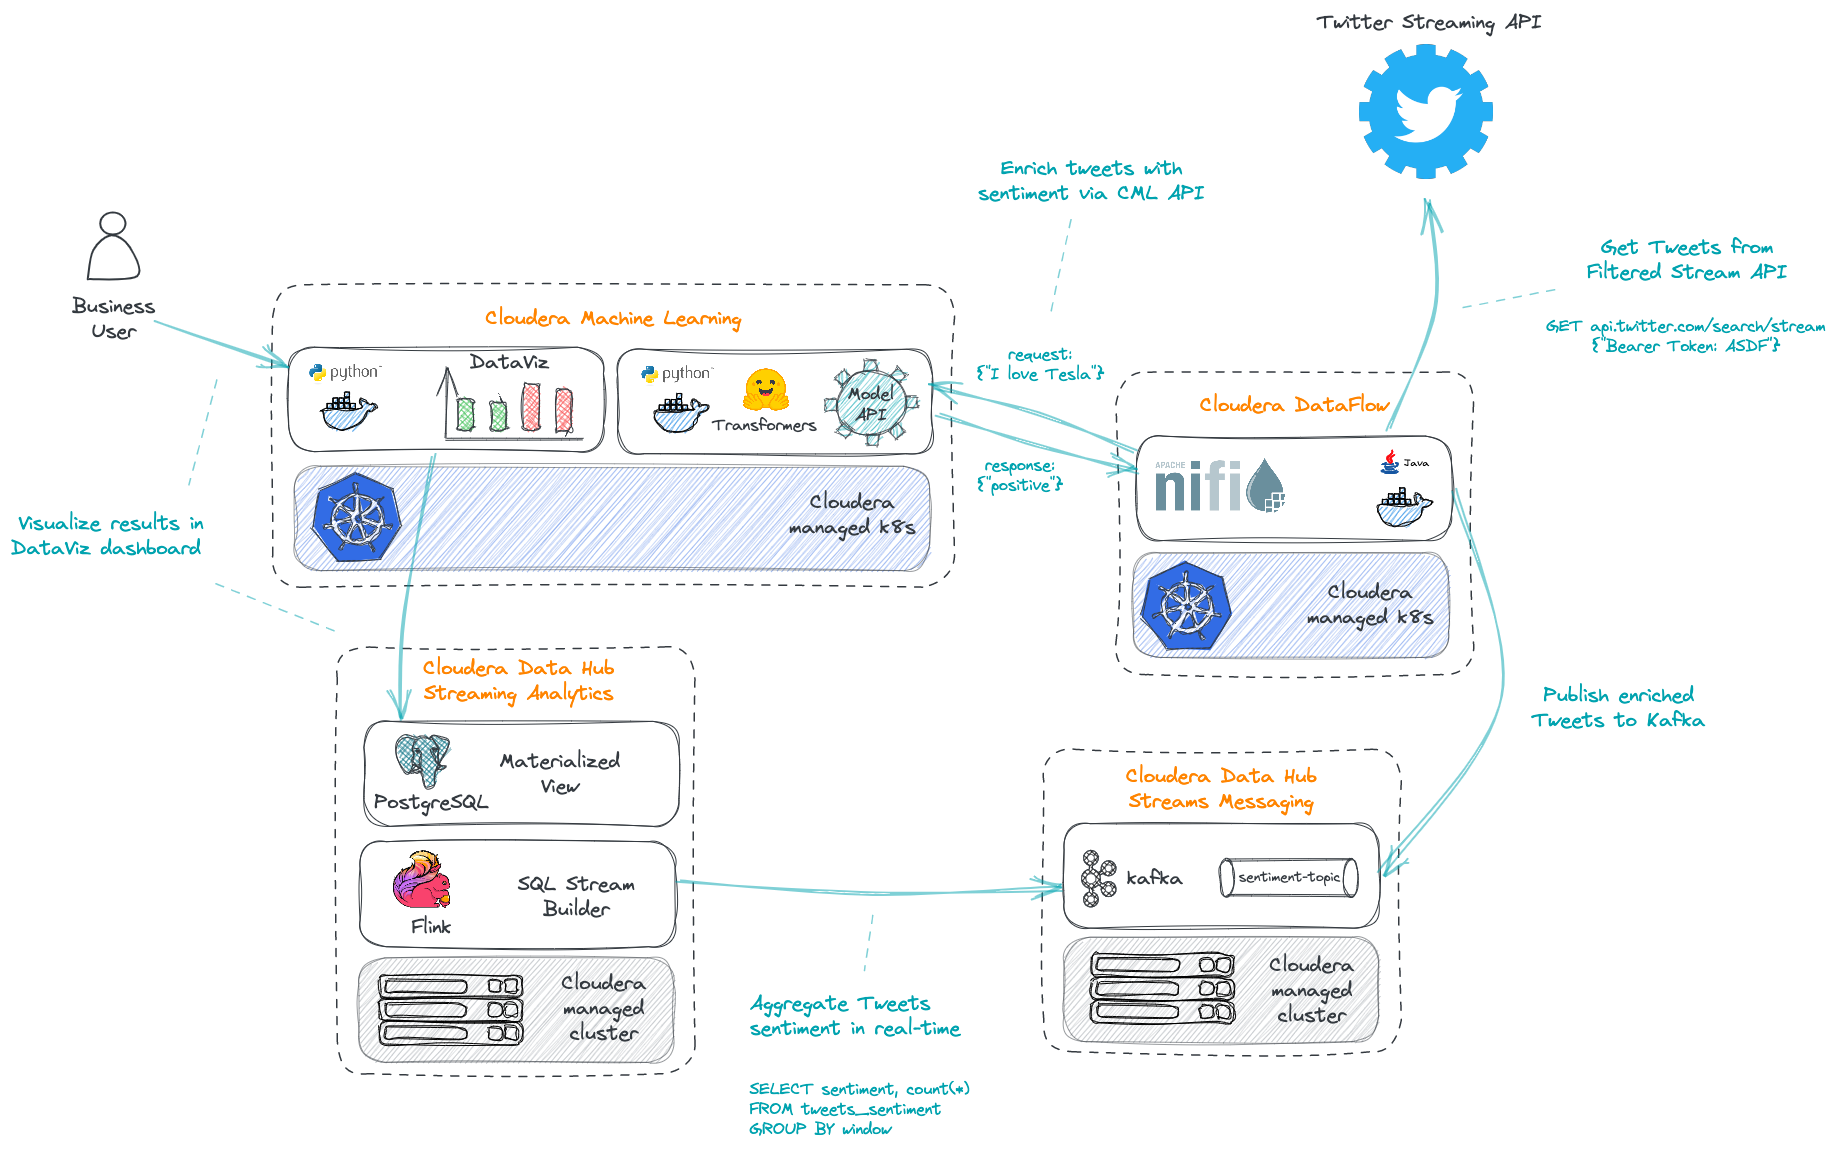 Twitter Streaming API
Enrich tweets with
sentiment via CML API
Get Tweets from
Filtered Stream API
GET api.twitter.com/search/stream
{"Bearer Token: ASDF"}
Business
User
Cloudera Machine Learning
python
DataViz
python
Transformers
Model
API
request:
{"I love Tesla"}
response:
{"positive"}
Cloudera
managed k8s
Cloudera DataFlow
APACHE
nifi
Java
Cloudera
managed k8s
Visualize results in
DataViz dashboard
Cloudera Data Hub
Streaming Analytics
PostgreSQL
Materialized
View
Flink
SQL Stream
Builder
Cloudera
managed
cluster
Publish enriched
Tweets to Kafka
Cloudera Data Hub
Streams Messaging
kafka
sentiment-topic
Cloudera
managed
cluster
Aggregate Tweets
sentiment in real-time
SELECT sentiment, count(*)
FROM tweets_sentiment
GROUP BY window